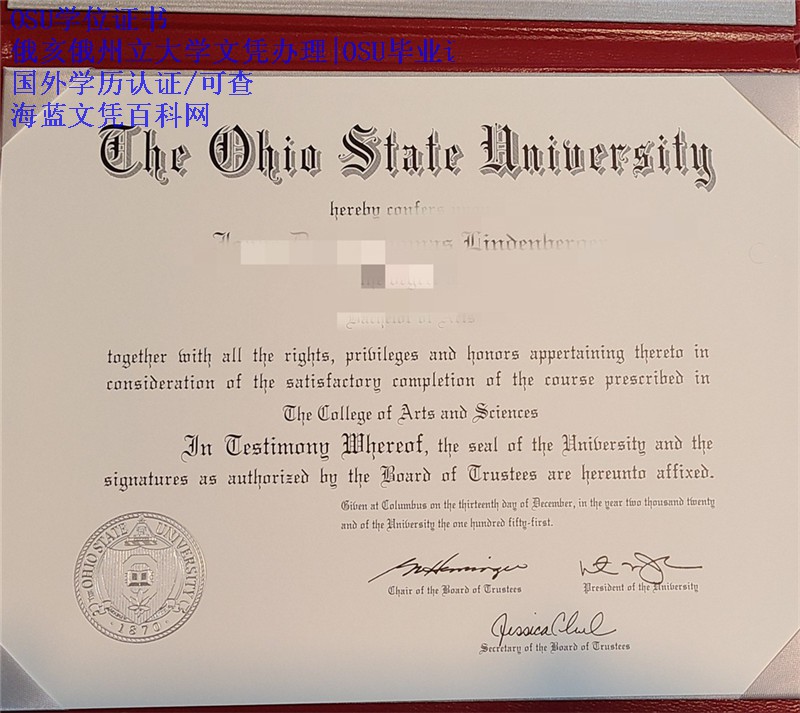 OSU学位证书
俄亥俄州立大学文凭办理|OSU毕业
国外学历认证/可查
海蓝文凭百科网
The Ohio State University
hereby confers
Lindenberger
together with all the rights, privileges and honors appertaining thereto in
consideration of the satisfactory completion of the course prescribed in
The College of Arts and Sciences
In Testimony Whereof, the seal of the University and the
signatures as authorized by the Board of Trustees are hereunto affixed.
Given at Columbus on the thirteenth day of December, in the year two thousand twenty
and of the University the one hundred fifty-first.
THE OHIO STATE UNIVERSITY
1870
Chair of the Board of Trustees
President of the University
Jessica
Secretary of the Board of Trustees